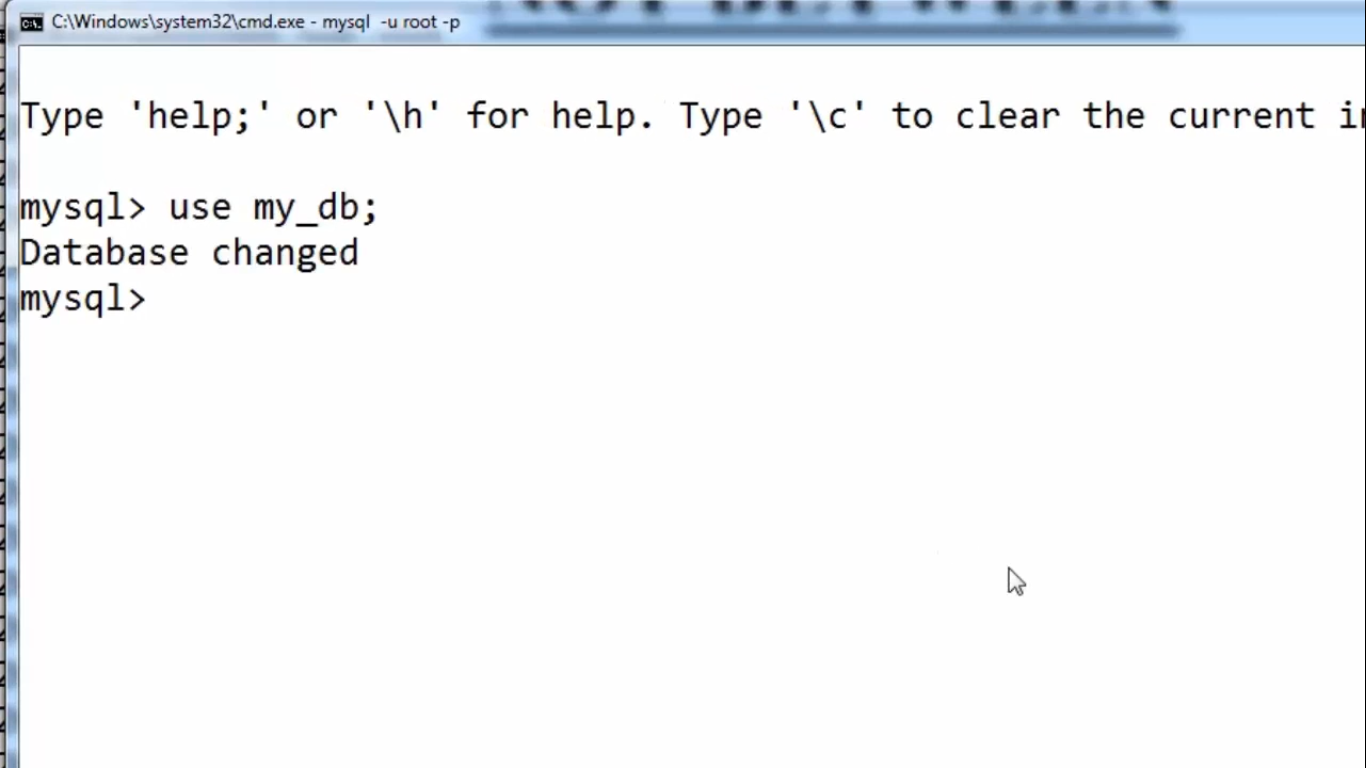 C:\Windows\system32\cmd.exe - mysql  -u root -p
Type 'help;' or '\h' for help. Type '\c' to clear the current
mysql> use my_db;
Database changed
mysql>